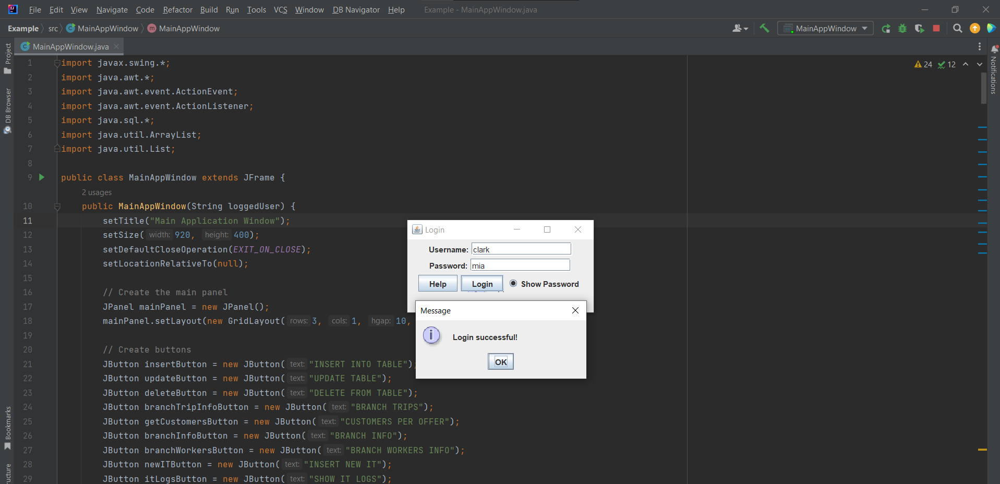 File Edit View Navigate Code Refactor Build Run Tools VCS Window DB Navigator Help Example - MainAppWindow.java
Example src MainAppWindow MainAppWindow MainAppWindow
MainAppWindow.java
Project
DB Browser
Bookmarks
Notifications
24 12
1 import javax.swing.*;
2 import java.awt.*;
3 import java.awt.event.ActionEvent;
4 import java.awt.event.ActionListener;
5 import java.sql.*;
6 import java.util.ArrayList;
7 import java.util.List;
8
9 public class MainAppWindow extends JFrame {
2 usages
10 public MainAppWindow(String loggedUser) {
11 setTitle("Main Application Window");
12 setSize( width: 920, height: 400);
13 setDefaultCloseOperation(EXIT_ON_CLOSE);
14 setLocationRelativeTo(null);
15
16 // Create the main panel
17 JPanel mainPanel = new JPanel();
18 mainPanel.setLayout(new GridLayout( rows: 3, cols: 1, hgap: 10,
19
20 // Create buttons
21 JButton insertButton = new JButton( text: "INSERT INTO TABLE");
22 JButton updateButton = new JButton( text: "UPDATE TABLE");
23 JButton deleteButton = new JButton( text: "DELETE FROM TABLE");
24 JButton branchTripInfoButton = new JButton( text: "BRANCH TRIPS");
25 JButton getCustomersButton = new JButton( text: "CUSTOMERS PER OFFER");
26 JButton branchInfoButton = new JButton( text: "BRANCH INFO");
27 JButton branchWorkersButton = new JButton( text: "BRANCH WORKERS INFO");
28 JButton newITButton = new JButton( text: "INSERT NEW IT");
29 JButton itLogsButton = new JButton( text: "SHOW IT LOGS");
Login
Username: clark
Password: mia
Help Login Show Password
Message
Login successful!
OK